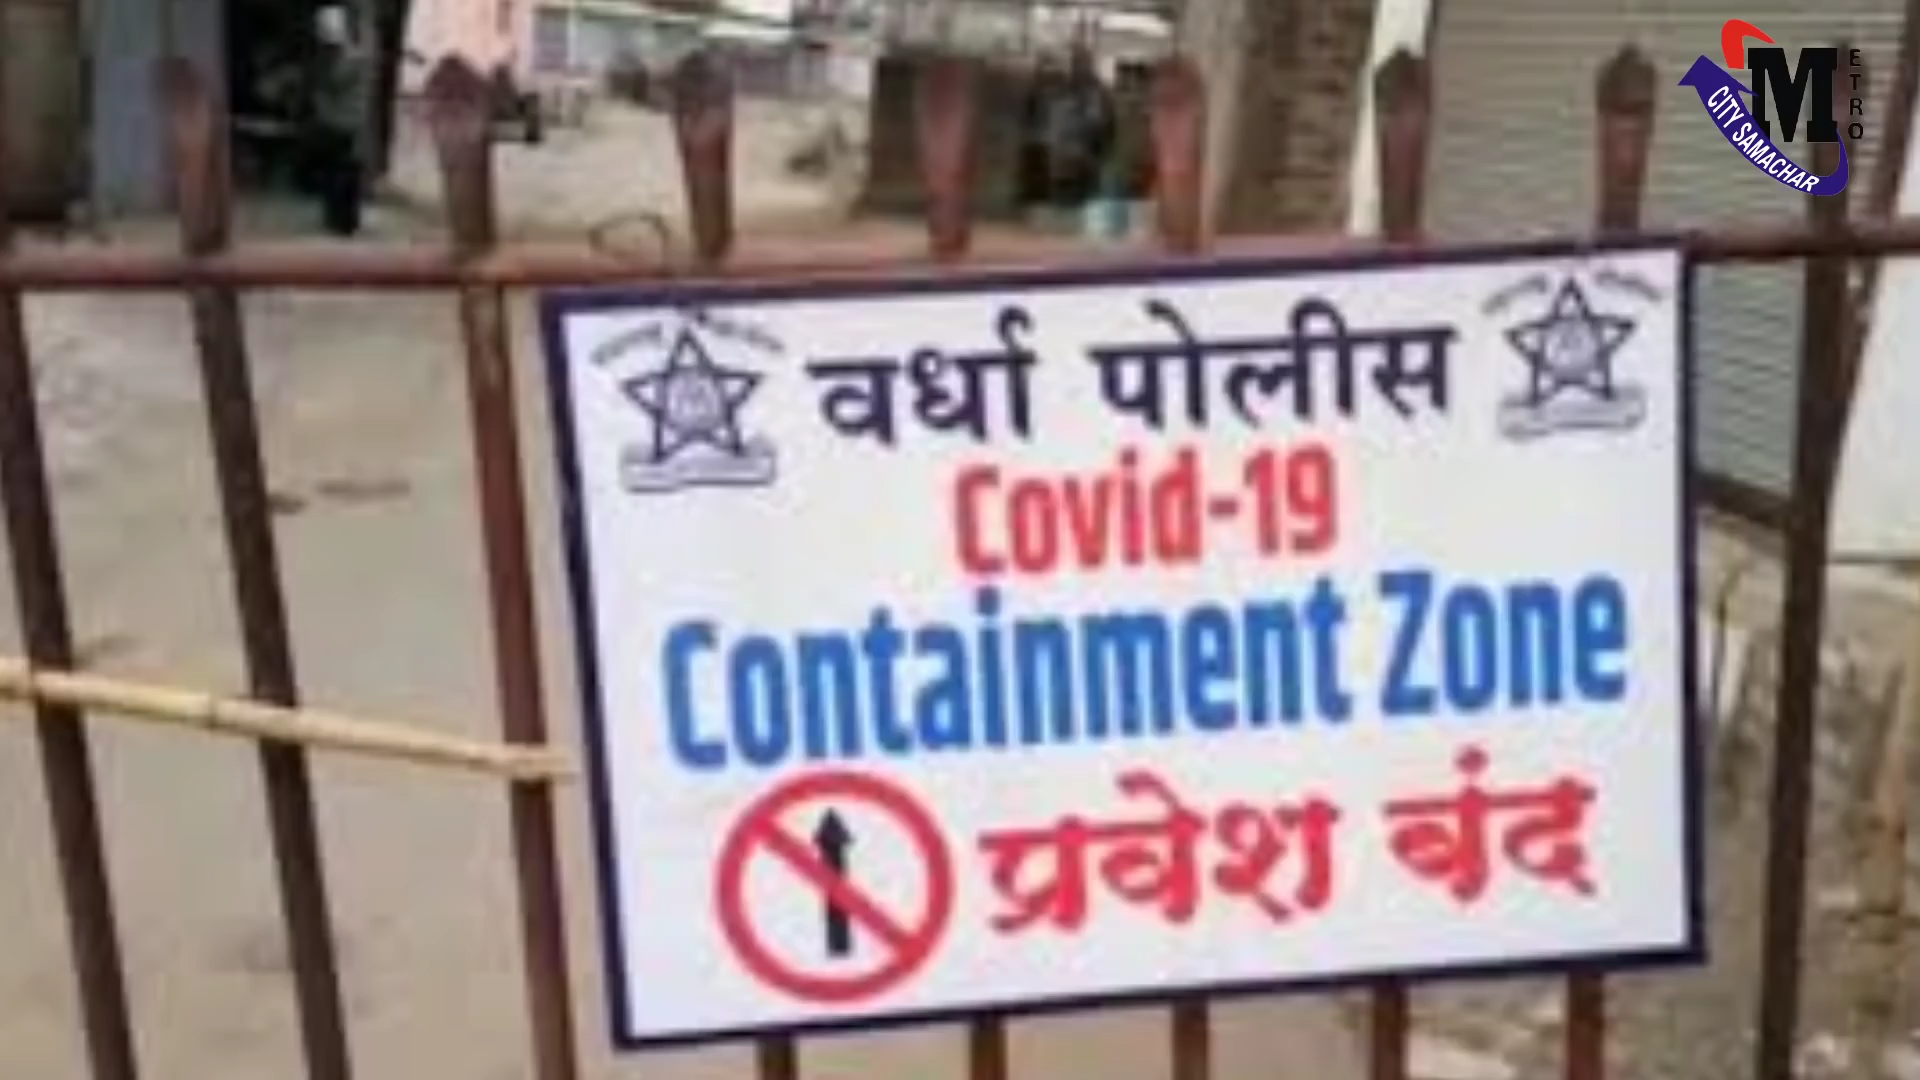 METRO
CITY SAMACHAR
वर्धा पोलीस
Covid-19
Containment Zone
प्रवेश बंद